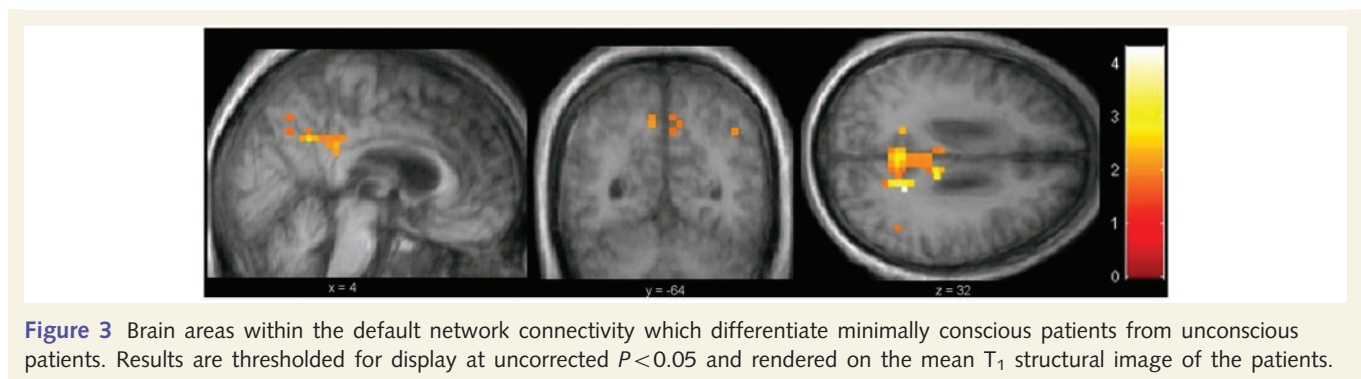 4
3
2
1
0
x = 4
y = -64
z = 32
Figure 3 Brain areas within the default network connectivity which differentiate minimally conscious patients from unconscious
patients. Results are thresholded for display at uncorrected P<0.05 and rendered on the mean T₁ structural image of the patients.